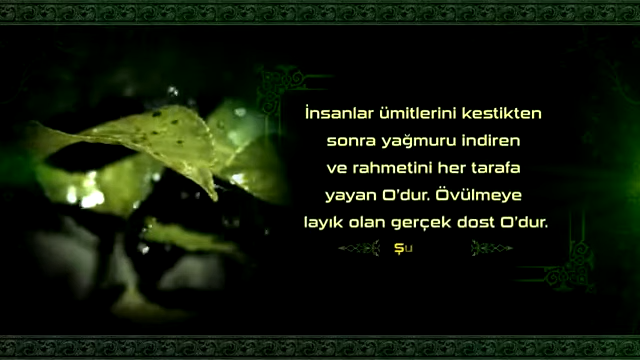 İnsanlar ümitlerini kestikten
sonra yağmuru indiren
ve rahmetini her tarafa
yayan O'dur. Övülmeye
layık olan gerçek dost O'dur.
Şu